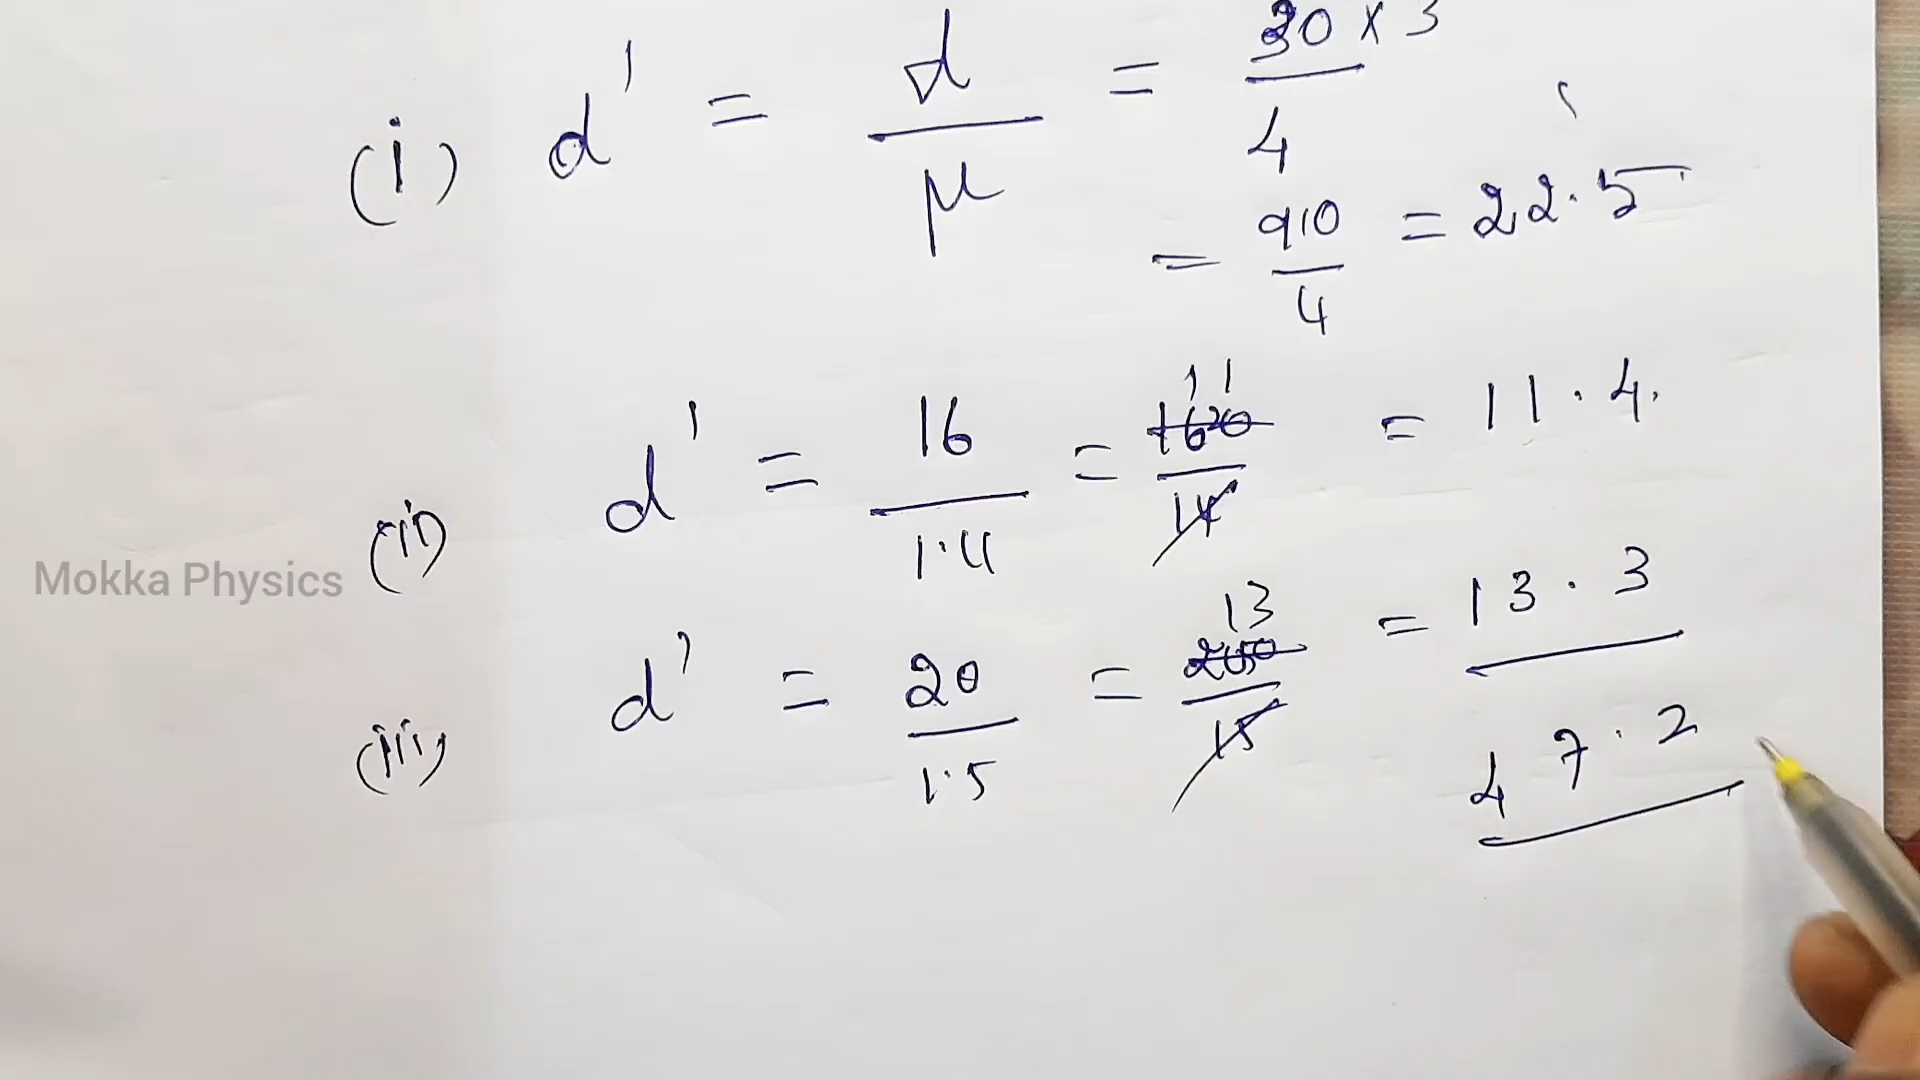 (i) d' = d/μ = 30 x 3/4
= 90/4 = 22.5
(ii) d' = 16/1.4 = 160/14 = 11.4
11
(iii) d' = 20/1.5 = 200/15 = 13.3
13
47.2
Mokka Physics